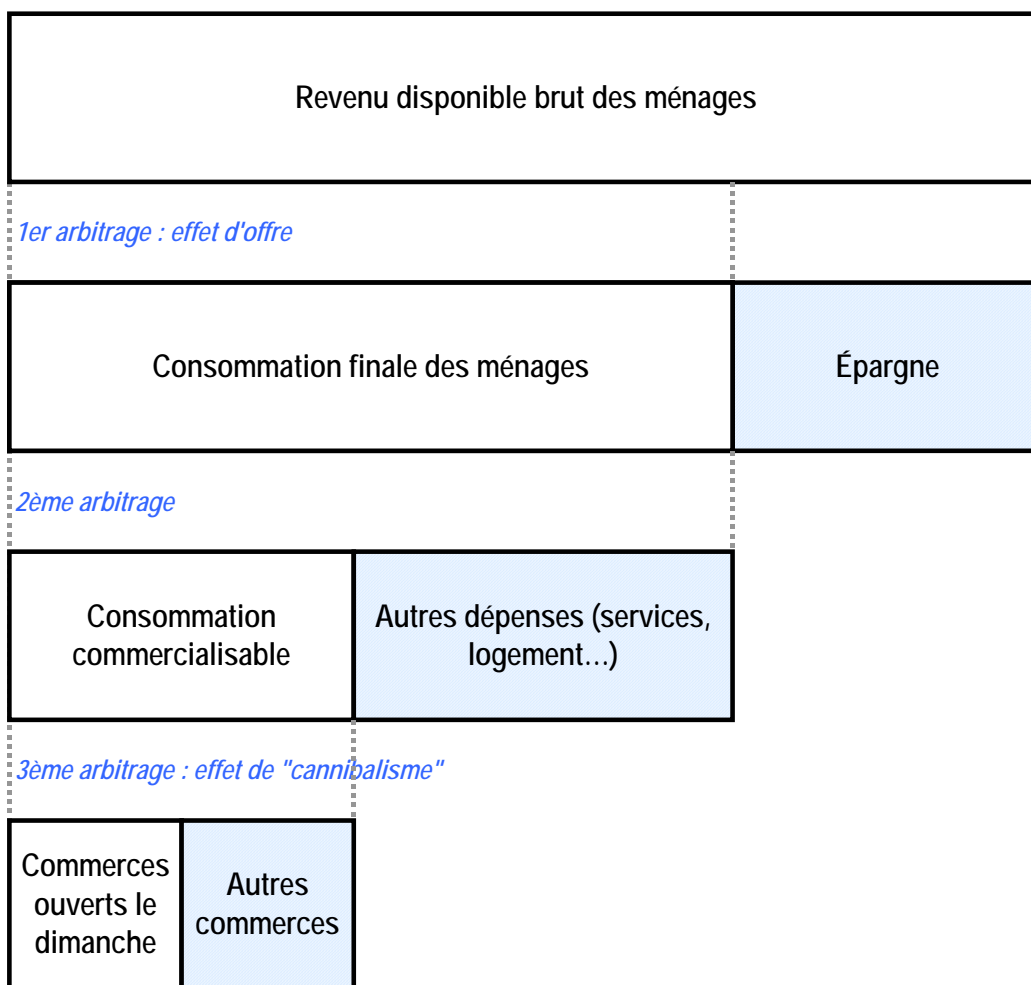 Revenu disponible brut des ménages
1er arbitrage : effet d'offre
Consommation finale des ménages
Épargne
2ème arbitrage
Consommation
commercialisable
Autres dépenses (services,
logement…)
3ème arbitrage : effet de "cannibalisme"
Commerces
ouverts le
dimanche
Autres
commerces